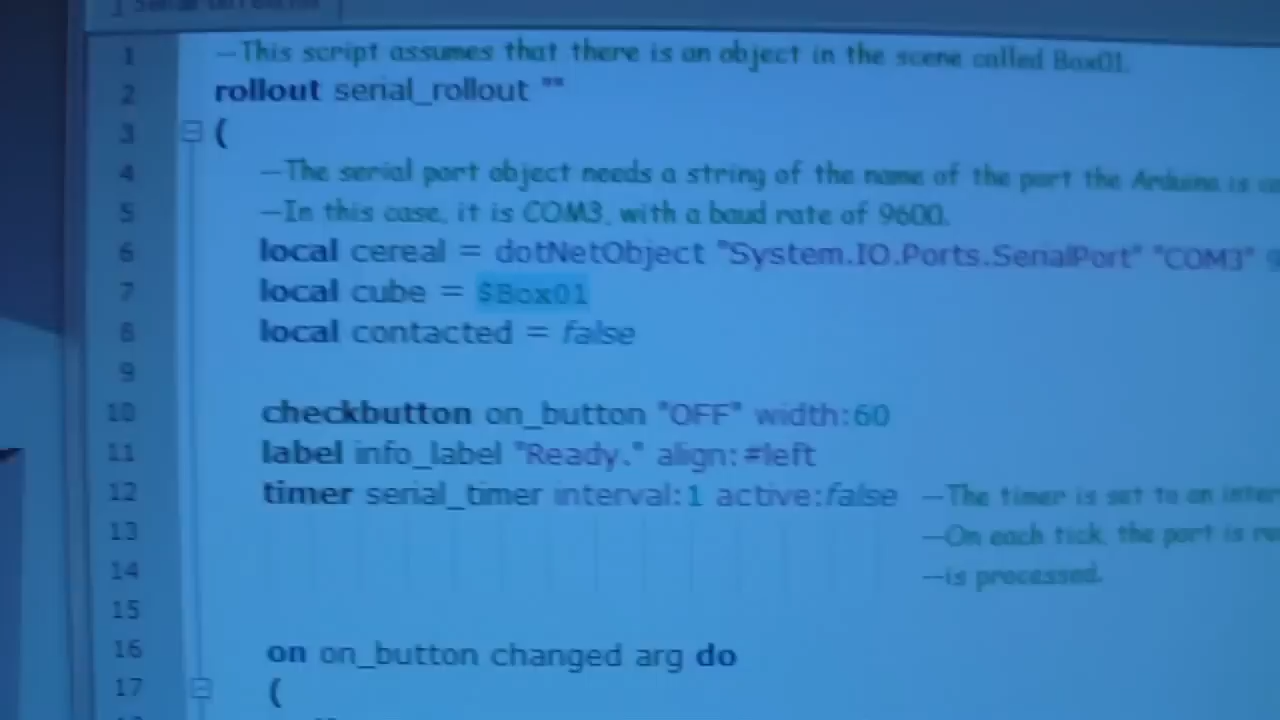 1 --This script assumes that there is an object in the scene called Box01.
2 rollout serial_rollout ""
3 (
4 --The serial port object needs a string of the name of the port the Arduino is
5 --In this case, it is COM3, with a baud rate of 9600.
6 local cereal = dotNetObject "System.IO.Ports.SerialPort" "COM3"
7 local cube = $Box01
8 local contacted = false
9
10 checkbutton on_button "OFF" width:60
11 label info_label "Ready." align:#left
12 timer serial_timer interval:1 active:false --The timer is set to an
13 --On each tick, the port is
14 --is processed.
15
16 on on_button changed arg do
17 (